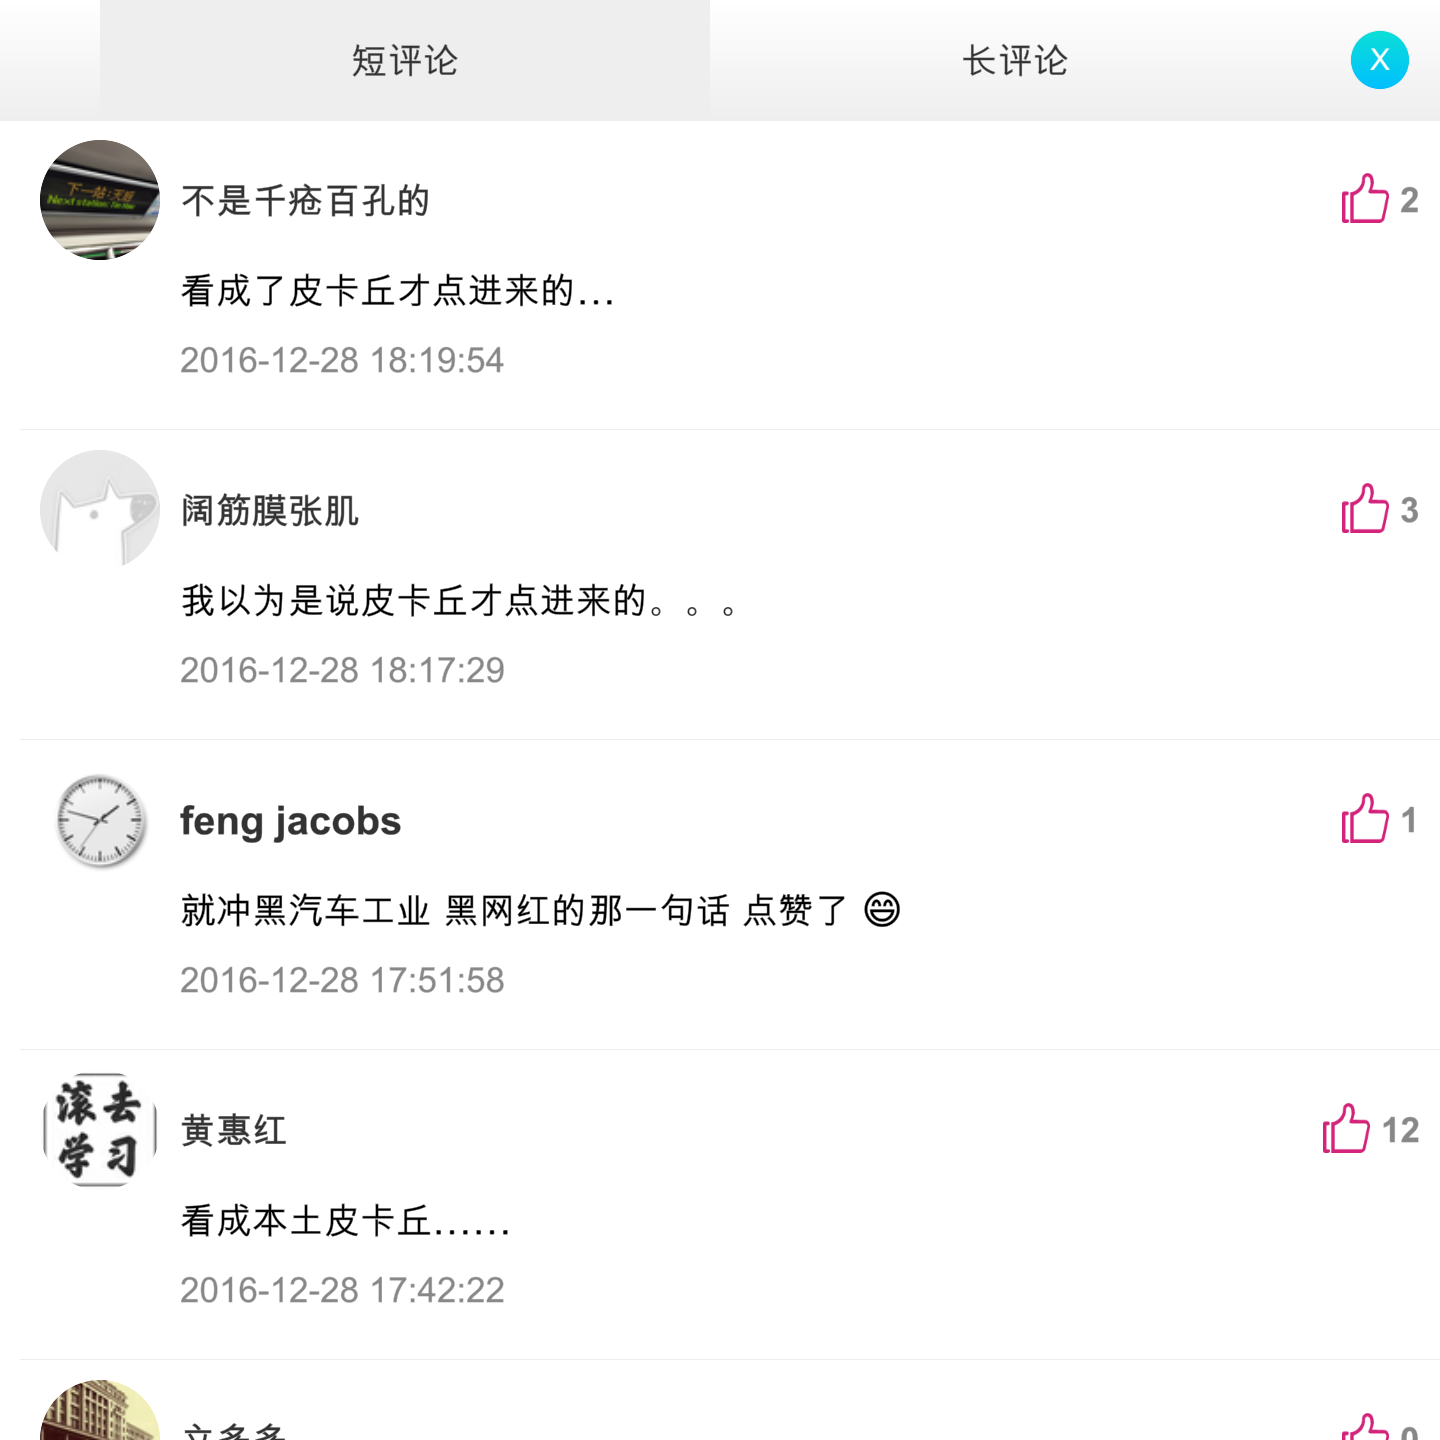 短评论
长评论
X
下一站:天
Next station:
不是千疮百孔的
2
看成了皮卡丘才点进来的...
2016-12-28 18:19:54
阔筋膜张肌
3
我以为是说皮卡丘才点进来的。。。
2016-12-28 18:17:29
feng jacobs
1
就冲黑汽车工业 黑网红的那一句话 点赞了 😄
2016-12-28 17:51:58
滚去
学习
黄惠红
12
看成本土皮卡丘......
2016-12-28 17:42:22